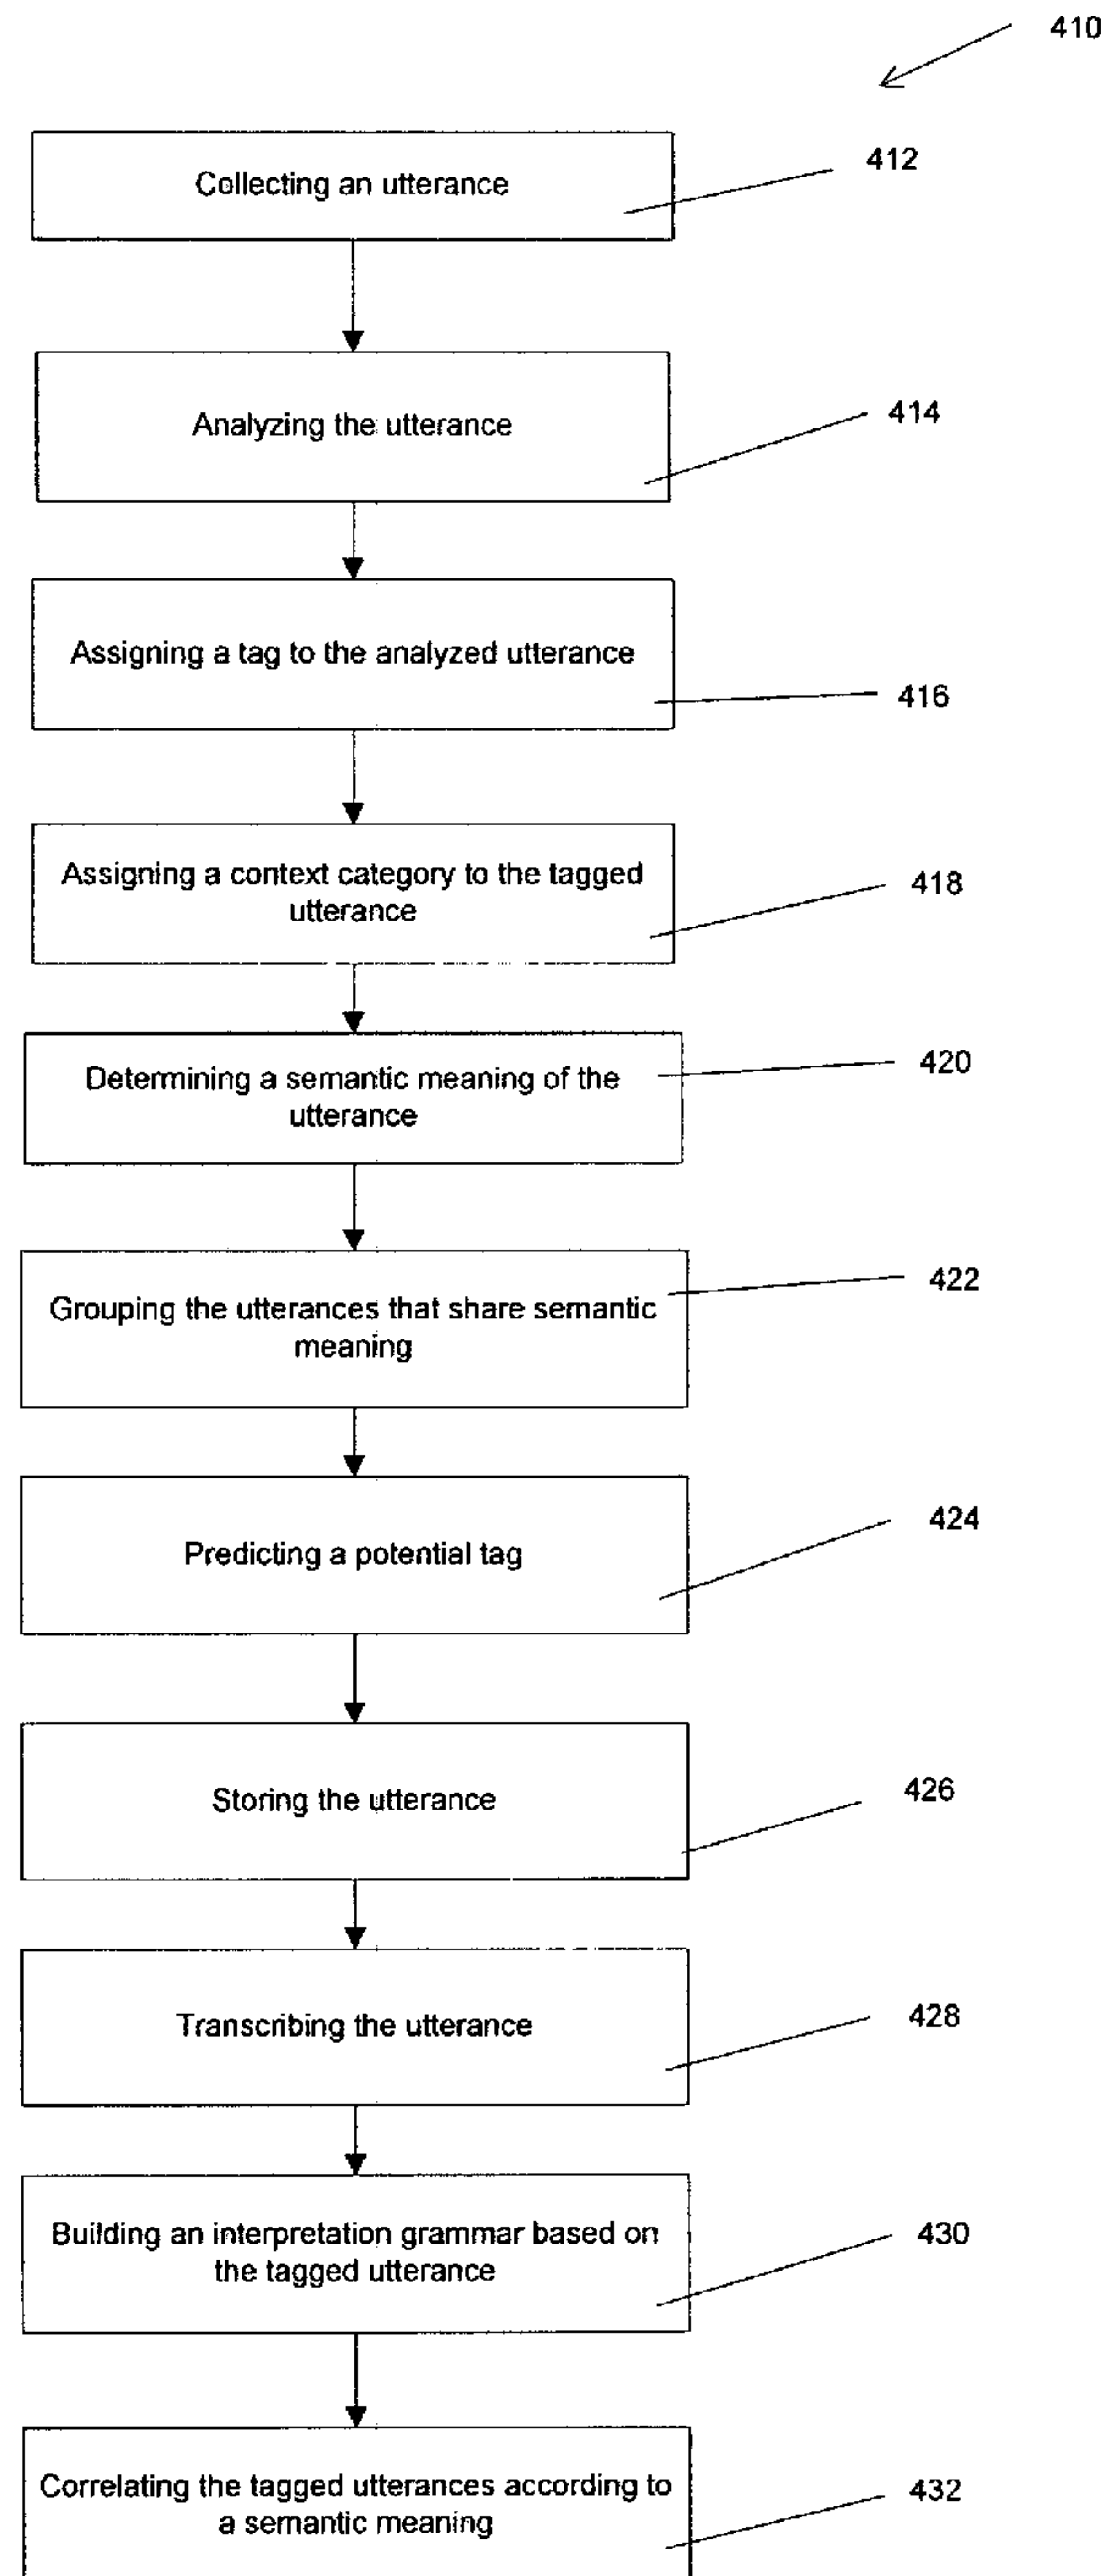 410
Collecting an utterance
412
Analyzing the utterance
414
Assigning a tag to the analyzed utterance
416
Assigning a context category to the tagged
utterance
418
Determining a semantic meaning of the
utterance
420
Grouping the utterances that share semantic
meaning
422
Predicting a potential tag
424
Storing the utterance
426
Transcribing the utterance
428
Building an interpretation grammar based on
the tagged utterance
430
Correlating the tagged utterances according to
a semantic meaning
432